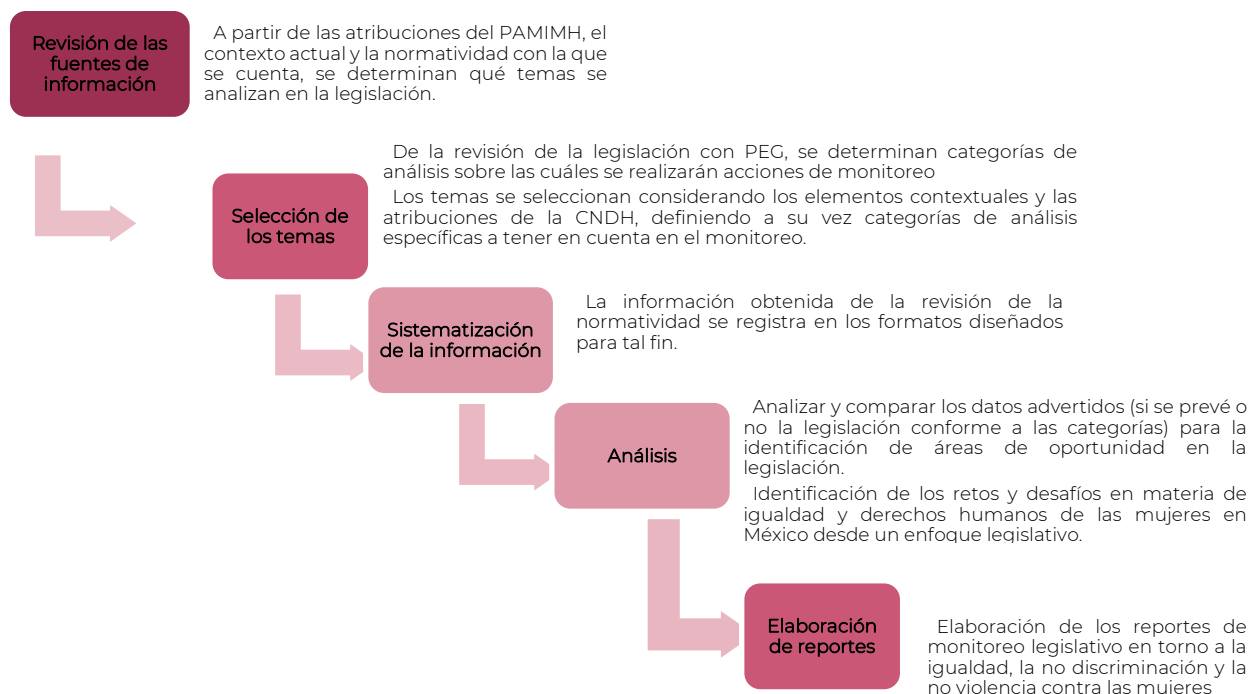 Revisión de las
fuentes de
información
A partir de las atribuciones del PAMIMH, el
contexto actual y la normatividad con la que
se cuenta, se determinan qué temas se
analizan en la legislación.
Selección de
los temas
De la revisión de la legislación con PEG, se determinan categorías de
análisis sobre las cuáles se realizarán acciones de monitoreo
Los temas se seleccionan considerando los elementos contextuales y las
atribuciones de la CNDH, definiendo a su vez categorías de análisis
específicas a tener en cuenta en el monitoreo.
Sistematización
de la información
La información obtenida de la revisión de la
normatividad se registra en los formatos diseñados
para tal fin.
Análisis
Analizar y comparar los datos advertidos (si se prevé o
no la legislación conforme a las categorías) para la
identificación de áreas de oportunidad en la
legislación.
Identificación de los retos y desafíos en materia de
igualdad y derechos humanos de las mujeres en
México desde un enfoque legislativo.
Elaboración
de reportes
Elaboración de los reportes de
monitoreo legislativo en torno a la
igualdad, la no discriminación y la
no violencia contra las mujeres